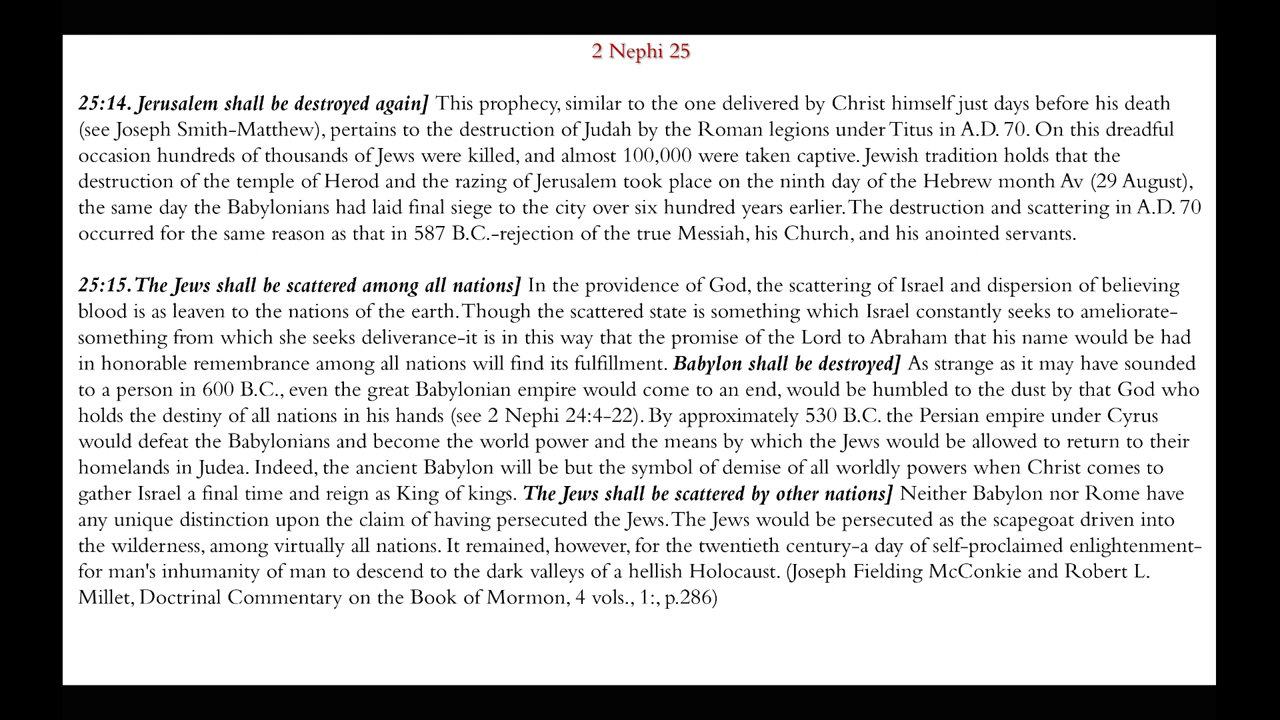 2 Nephi 25
25:14. Jerusalem shall be destroyed again] This prophecy, similar to the one delivered by Christ himself just days before his death
(see Joseph Smith-Matthew), pertains to the destruction of Judah by the Roman legions under Titus in A.D. 70. On this dreadful
occasion hundreds of thousands of Jews were killed, and almost 100,000 were taken captive. Jewish tradition holds that the
destruction of the temple of Herod and the razing of Jerusalem took place on the ninth day of the Hebrew month Av (29 August),
the same day the Babylonians had laid final siege to the city over six hundred years earlier. The destruction and scattering in A.D. 70
occurred for the same reason as that in 587 B.C.-rejection of the true Messiah, his Church, and his anointed servants.
25:15. The Jews shall be scattered among all nations] In the providence of God, the scattering of Israel and dispersion of believing
blood is as leaven to the nations of the earth. Though the scattered state is something which Israel constantly seeks to ameliorate-
something from which she seeks deliverance-it is in this way that the promise of the Lord to Abraham that his name would be had
in honorable remembrance among all nations will find its fulfillment. Babylon shall be destroyed] As strange as it may have sounded
to a person in 600 B.C., even the great Babylonian empire would come to an end, would be humbled to the dust by that God who
holds the destiny of all nations in his hands (see 2 Nephi 24:4-22). By approximately 530 B.C. the Persian empire under Cyrus
would defeat the Babylonians and become the world power and the means by which the Jews would be allowed to return to their
homelands in Judea. Indeed, the ancient Babylon will be but the symbol of demise of all worldly powers when Christ comes to
gather Israel a final time and reign as King of kings. The Jews shall be scattered by other nations] Neither Babylon nor Rome have
any unique distinction upon the claim of having persecuted the Jews. The Jews would be persecuted as the scapegoat driven into
the wilderness, among virtually all nations. It remained, however, for the twentieth century-a day of self-proclaimed enlightenment-
for man's inhumanity of man to descend to the dark valleys of a hellish Holocaust. (Joseph Fielding McConkie and Robert L.
Millet, Doctrinal Commentary on the Book of Mormon, 4 vols., 1:, p.286)